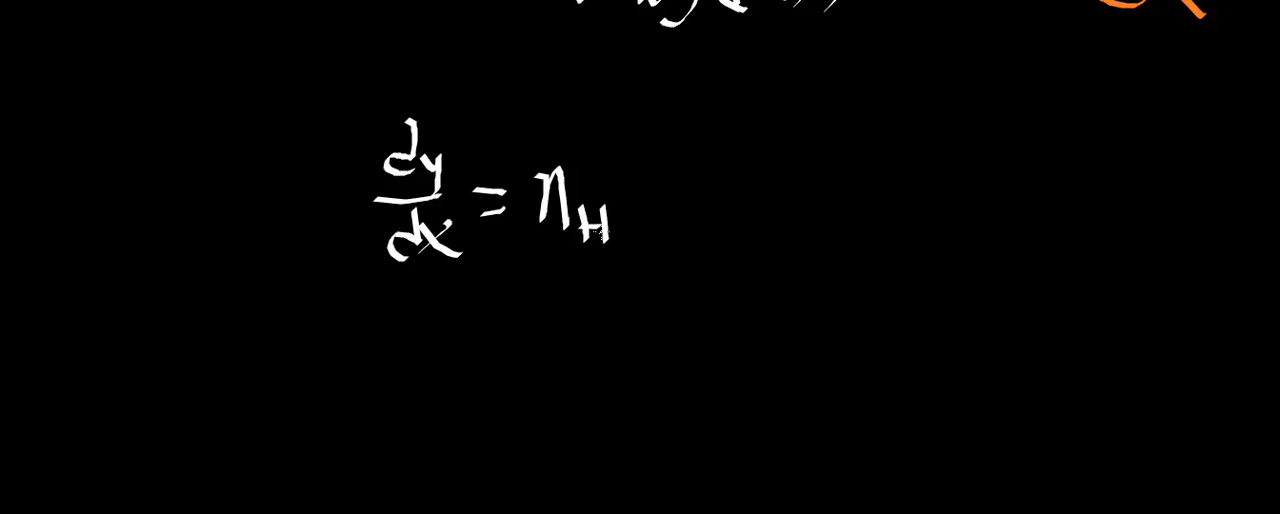 dy/dx = n_H